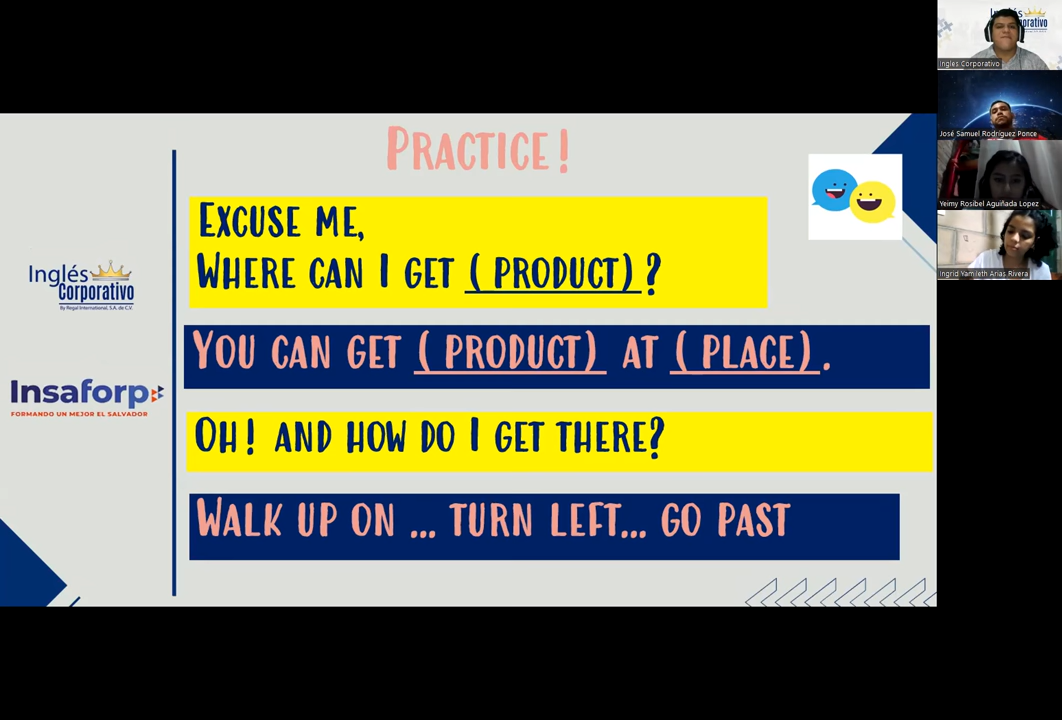 PRACTICE!
EXCUSE ME,
WHERE CAN I GET ( PRODUCT) ?
YOU CAN GET ( PRODUCT) AT ( PLACE) .
OH! AND HOW DO I GET THERE?
WALK UP ON ... TURN LEFT... GO PAST
Inglés
Corporativo
By Regal International, S.A. de C.V.
Insaforp
FORMANDO UN MEJOR EL SALVADOR
Ingles Corporativo
José Samuel Rodríguez Ponce
Yeimy Rosibel Aguiñada Lopez
Ingrid Yamileth Arias Rivera